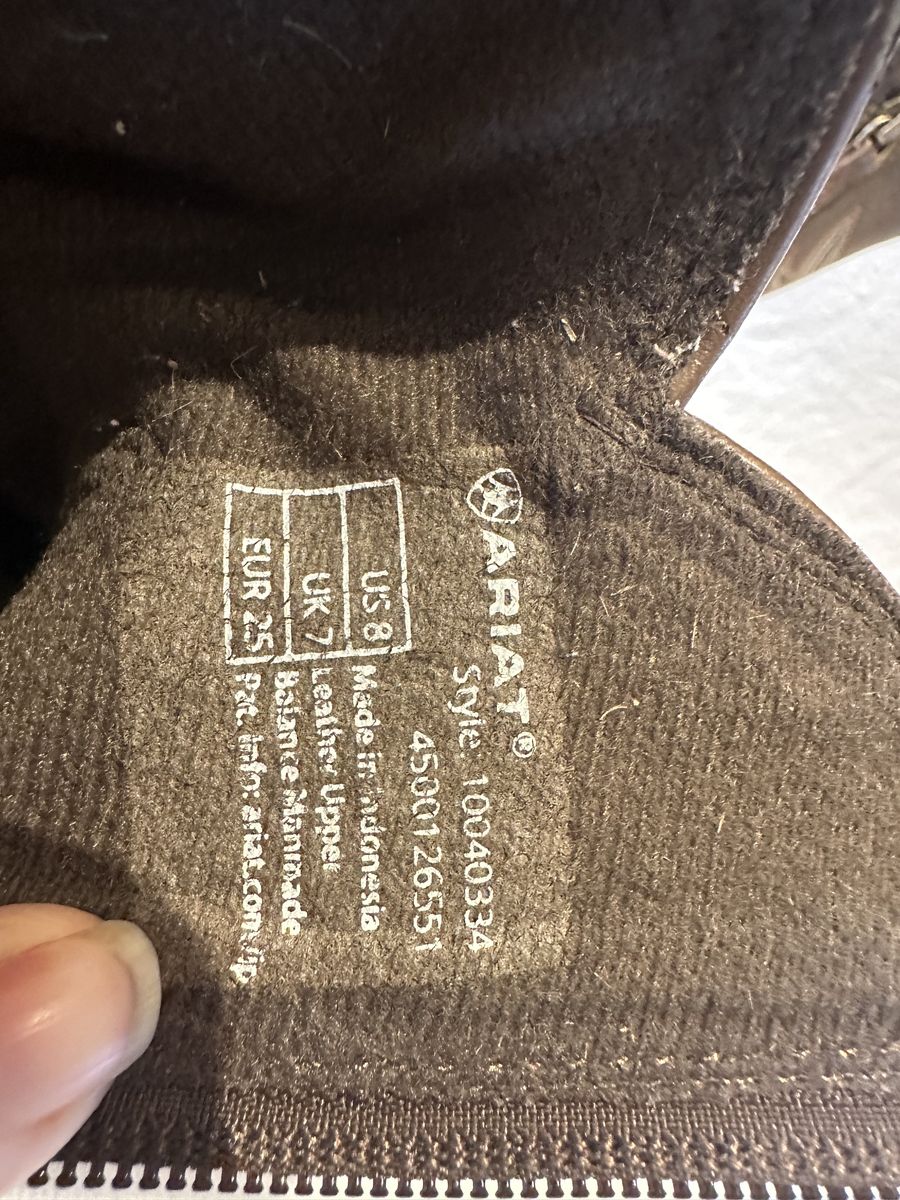 ARIAT®
Style: 10040334
4500126551
US 8
UK 7
EUR 25
Made in Indonesia
Leather Upper
Balance Manmade
Pat. info: ariat.com/ip